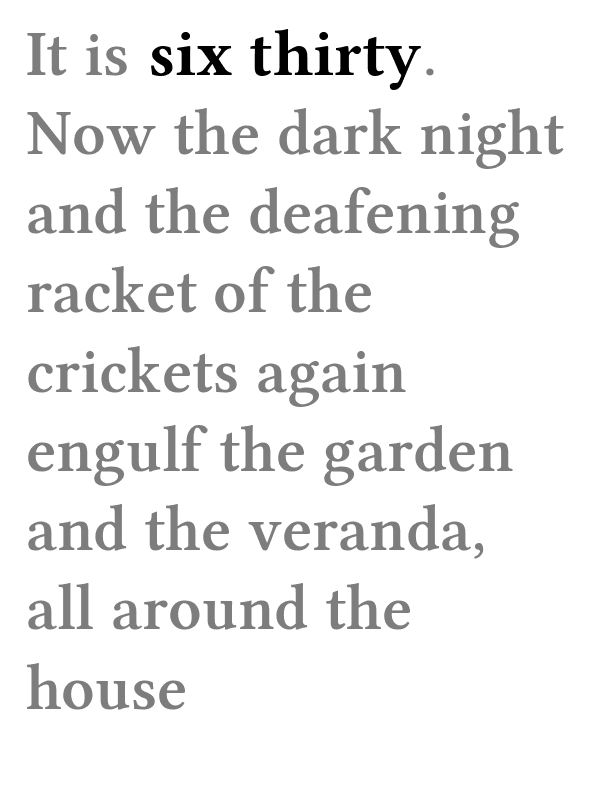 It is six thirty.
Now the dark night
and the deafening
racket of the
crickets again
engulf the garden
and the veranda,
all around the
house